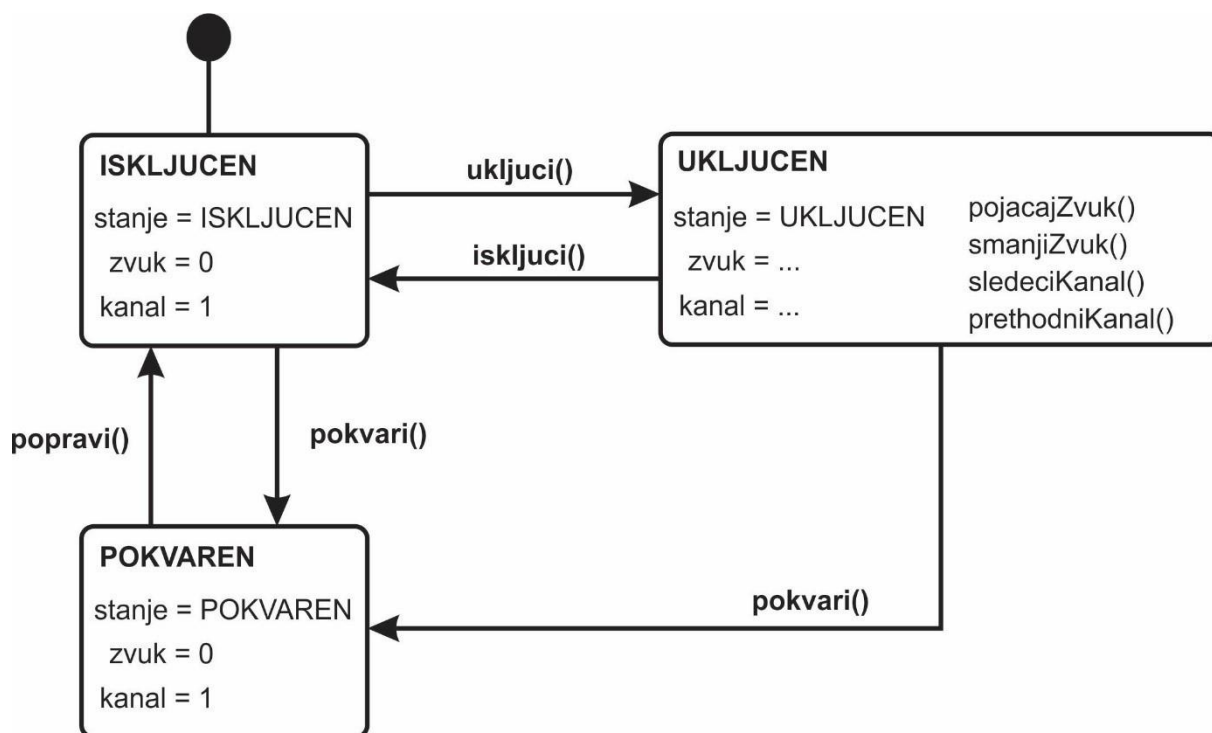 ISKLJUCEN
stanje = ISKLJUCEN
zvuk = 0
kanal = 1
ukljuci()
iskljuci()
UKLJUCEN
stanje = UKLJUCEN
zvuk = ...
kanal = ...
pojacajZvuk()
smanjiZvuk()
sledeciKanal()
prethodniKanal()
popravi()
pokvari()
POKVAREN
stanje = POKVAREN
zvuk = 0
kanal = 1
pokvari()